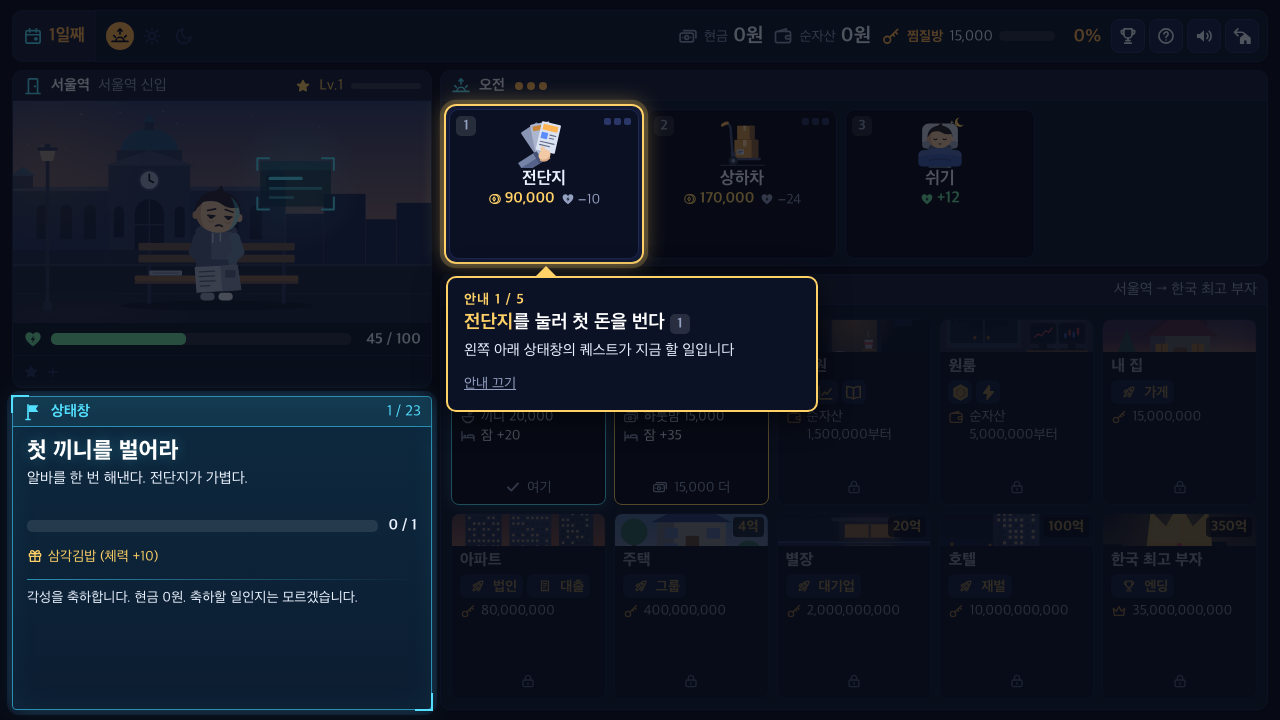 1일째
현금 0원 순자산 0원 찜질방 15,000 0%
서울역 서울역 신입 Lv.1
오전
1
전단지
90,000 −10
2
상하차
170,000 −24
3
쉬기
+12
안내 1 / 5
전단지를 눌러 첫 돈을 번다 1
왼쪽 아래 상태창의 퀘스트가 지금 할 일입니다
안내 끄기
서울역 → 한국 최고 부자
45 / 100
상태창 1 / 23
첫 끼니를 벌어라
알바를 한 번 해낸다. 전단지가 가볍다.
0 / 1
삼각김밥 (체력 +10)
각성을 축하합니다. 현금 0원. 축하할 일인지는 모르겠습니다.
끼니 20,000
잠 +20
여기
하룻밤 15,000
잠 +35
15,000 더
순자산
1,500,000부터
원룸
순자산
5,000,000부터
내 집
가게
15,000,000
아파트
법인 대출
80,000,000
4억
주택
그룹
400,000,000
20억
별장
대기업
2,000,000,000
100억
호텔
재벌
10,000,000,000
350억
한국 최고 부자
엔딩
35,000,000,000